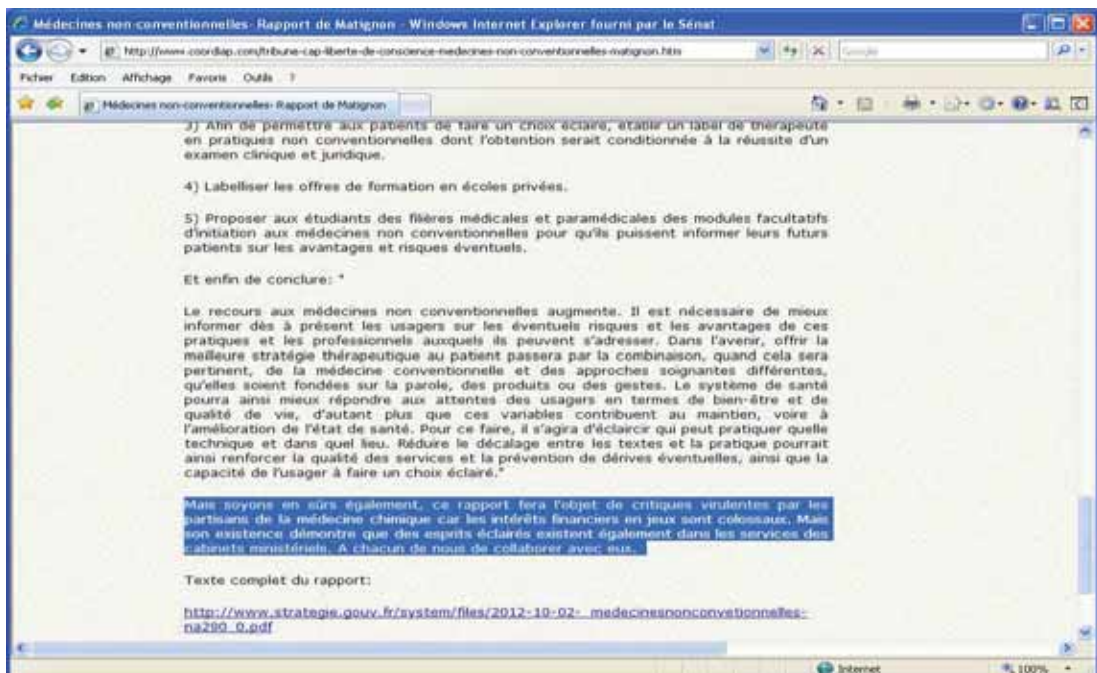 Médecines non-conventionnelles- Rapport de Matignon - Windows Internet Explorer fourni par le Sénat
http://www.coordiap.com/tribune-cap-liberte-de-conscience-medecines-non-conventionnelles-matignon.htm
Google
Fichier Edition Affichage Favoris Outils ?
Médecines non-conventionnelles- Rapport de Matignon
3) Afin de permettre aux patients de faire un choix éclairé, établir un label de thérapeute
en pratiques non conventionnelles dont l'obtention serait conditionnée à la réussite d'un
examen clinique et juridique.
4) Labelliser les offres de formation en écoles privées.
5) Proposer aux étudiants des filières médicales et paramédicales des modules facultatifs
d'initiation aux médecines non conventionnelles pour qu'ils puissent informer leurs futurs
patients sur les avantages et risques éventuels.
Et enfin de conclure: "
Le recours aux médecines non conventionnelles augmente. Il est nécessaire de mieux
informer dès à présent les usagers sur les éventuels risques et les avantages de ces
pratiques et les professionnels auxquels ils peuvent s'adresser. Dans l'avenir, offrir la
meilleure stratégie thérapeutique au patient passera par la combinaison, quand cela sera
pertinent, de la médecine conventionnelle et des approches soignantes différentes,
qu'elles soient fondées sur la parole, des produits ou des gestes. Le système de santé
pourra ainsi mieux répondre aux attentes des usagers en termes de bien-être et de
qualité de vie, d'autant plus que ces variables contribuent au maintien, voire à
l'amélioration de l'état de santé. Pour ce faire, il s'agira d'éclaircir qui peut pratiquer quelle
technique et dans quel lieu. Réduire le décalage entre les textes et la pratique pourrait
ainsi renforcer la qualité des services et la prévention de dérives éventuelles, ainsi que la
capacité de l'usager à faire un choix éclairé."
Mais soyons en sûrs également, ce rapport fera l'objet de critiques virulentes par les
partisans de la médecine chimique car les intérêts financiers en jeux sont colossaux. Mais
son existence démontre que des esprits éclairés existent également dans les services des
cabinets ministériels. A chacun de nous de collaborer avec eux.
Texte complet du rapport:
http://www.strategie.gouv.fr/system/files/2012-10-02-_medecinesnonconvetionnelles-
na290_0.pdf
Internet
100%